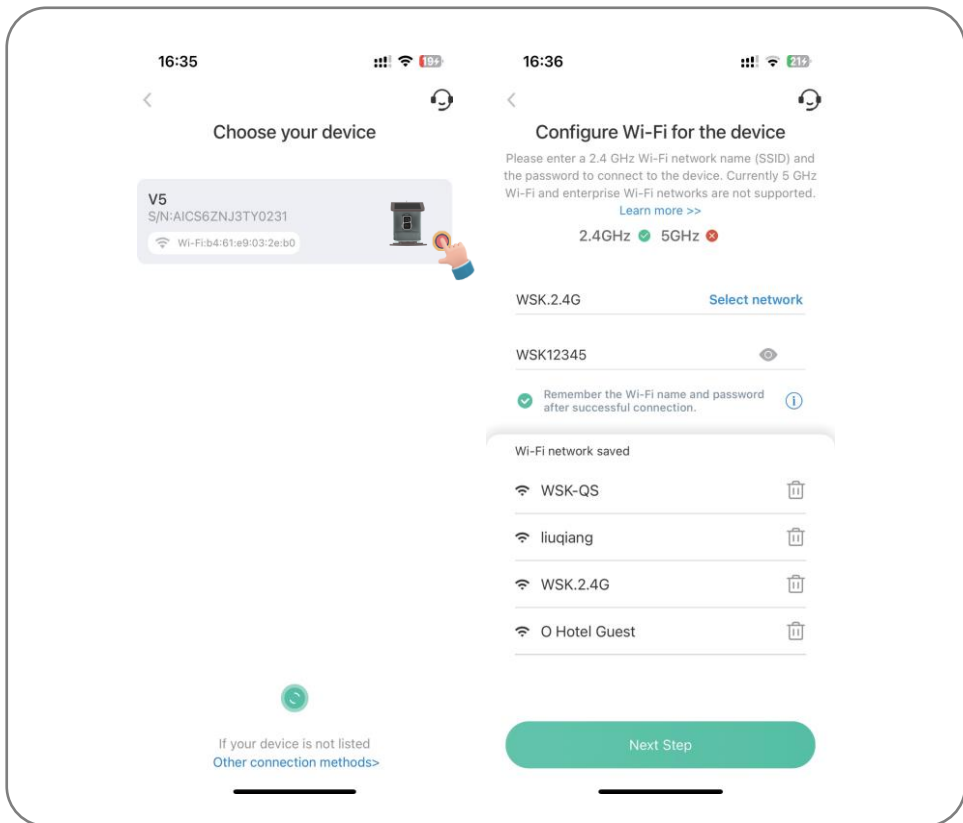 16:35
19
Choose your device
V5
S/N:AICS6ZNJ3TY0231
Wi-Fi:b4:61:e9:03:2e:b0
If your device is not listed
Other connection methods>
16:36
21
Configure Wi-Fi for the device
Please enter a 2.4 GHz Wi-Fi network name (SSID) and
the password to connect to the device. Currently 5 GHz
Wi-Fi and enterprise Wi-Fi networks are not supported.
Learn more >>
2.4GHz 5GHz
WSK.2.4G Select network
WSK12345
Remember the Wi-Fi name and password
after successful connection.
Wi-Fi network saved
WSK-QS
liuqiang
WSK.2.4G
O Hotel Guest
Next Step